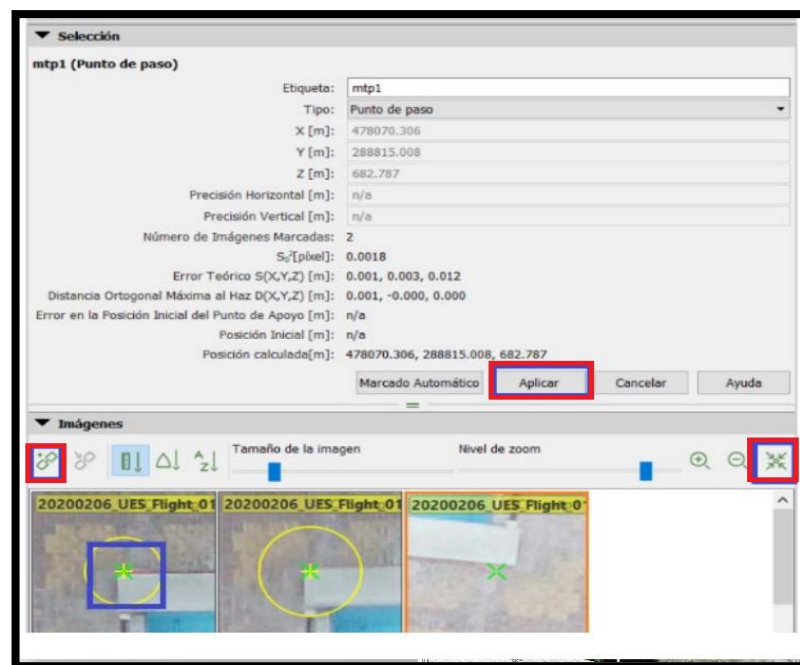 Selección
mtp1 (Punto de paso)
Etiqueta: mtp1
Tipo: Punto de paso
X [m]: 478070.306
Y [m]: 288815.008
Z [m]: 682.787
Precisión Horizontal [m]: n/a
Precisión Vertical [m]: n/a
Número de Imágenes Marcadas: 2
S₀²[píxel]: 0.0018
Error Teórico S(X,Y,Z) [m]: 0.001, 0.003, 0.012
Distancia Ortogonal Máxima al Haz D(X,Y,Z) [m]: 0.001, -0.000, 0.000
Error en la Posición Inicial del Punto de Apoyo [m]: n/a
Posición Inicial [m]: n/a
Posición calculada[m]: 478070.306, 288815.008, 682.787
Marcado Automático Aplicar Cancelar Ayuda
Imágenes
AZ Tamaño de la imagen Nivel de zoom
20200206_UES_Flight_01 20200206_UES_Flight_01 20200206_UES_Flight_0